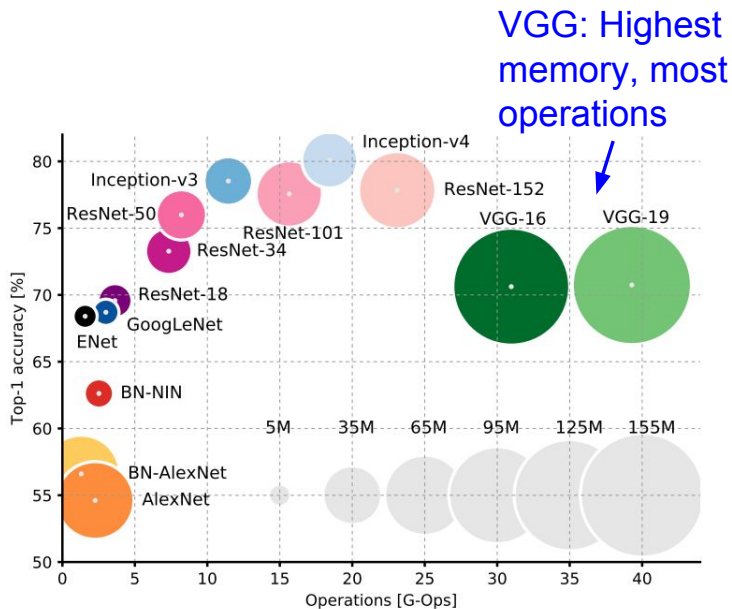 VGG: Highest
memory, most
operations
Inception-v4
Inception-v3
ResNet-152
ResNet-50
VGG-16
VGG-19
ResNet-101
ResNet-34
ResNet-18
GoogLeNet
ENet
BN-NIN
5M 35M 65M 95M 125M 155M
BN-AlexNet
AlexNet
80
75
70
65
60
55
50
Top-1 accuracy [%]
0 5 10 15 20 25 30 35 40
Operations [G-Ops]